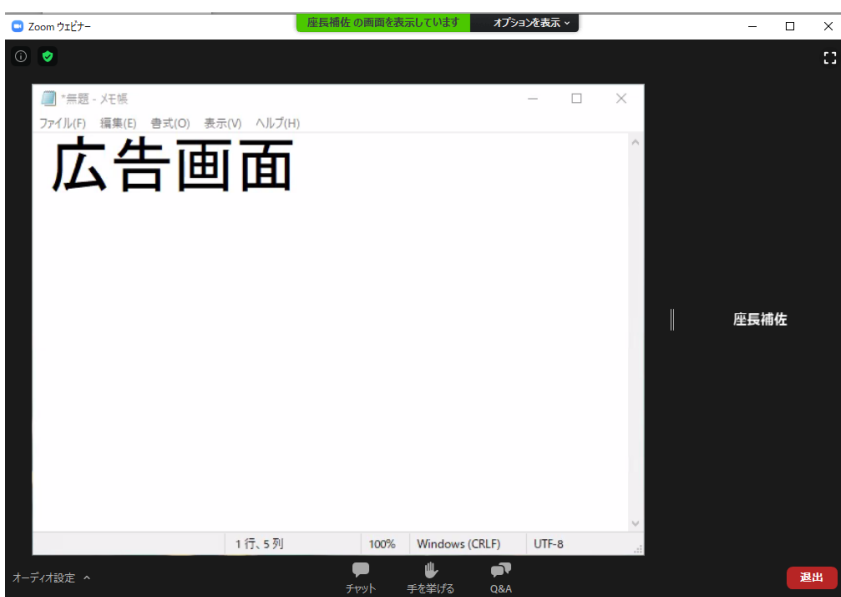 Zoom ウェビナー
座長補佐 の画面を表示しています
オプションを表示
*無題 - メモ帳
ファイル(F) 編集(E) 書式(O) 表示(V) ヘルプ(H)
広告画面
座長補佐
1 行、5 列 100% Windows (CRLF) UTF-8
オーディオ設定
チャット
手を挙げる
Q&A
退出